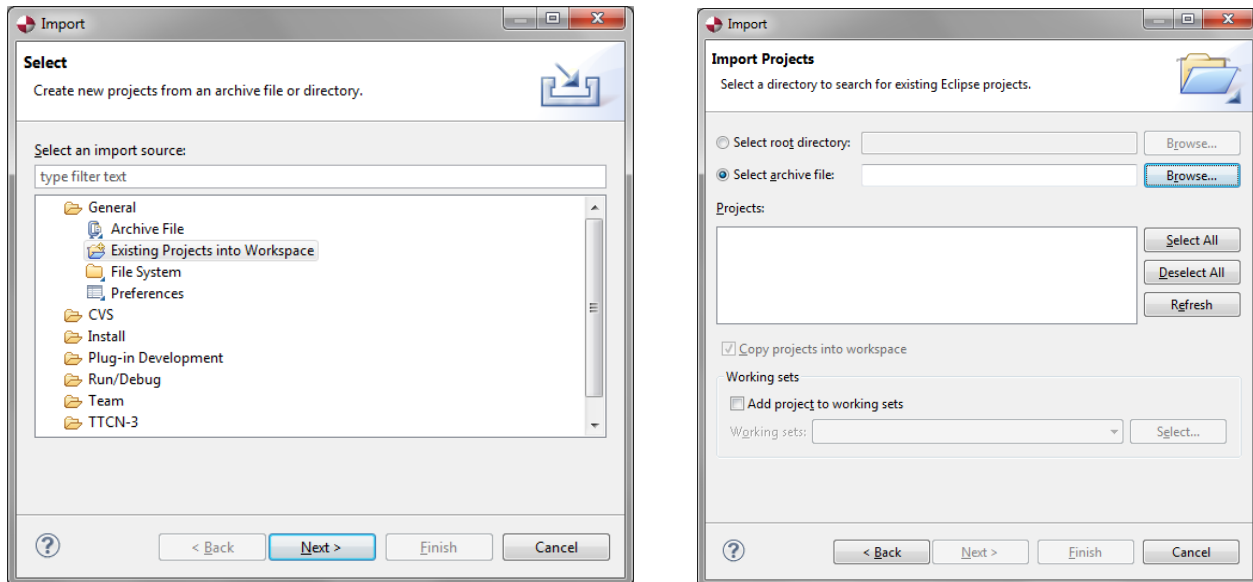 Import
Select
Create new projects from an archive file or directory.
Select an import source:
type filter text
General
Archive File
Existing Projects into Workspace
File System
Preferences
CVS
Install
Plug-in Development
Run/Debug
Team
TTCN-3
? < Back Next > Finish Cancel
Import
Import Projects
Select a directory to search for existing Eclipse projects.
Select root directory: Browse...
Select archive file: Browse...
Projects:
Select All
Deselect All
Refresh
Copy projects into workspace
Working sets
Add project to working sets
Working sets: Select...
? < Back Next > Finish Cancel